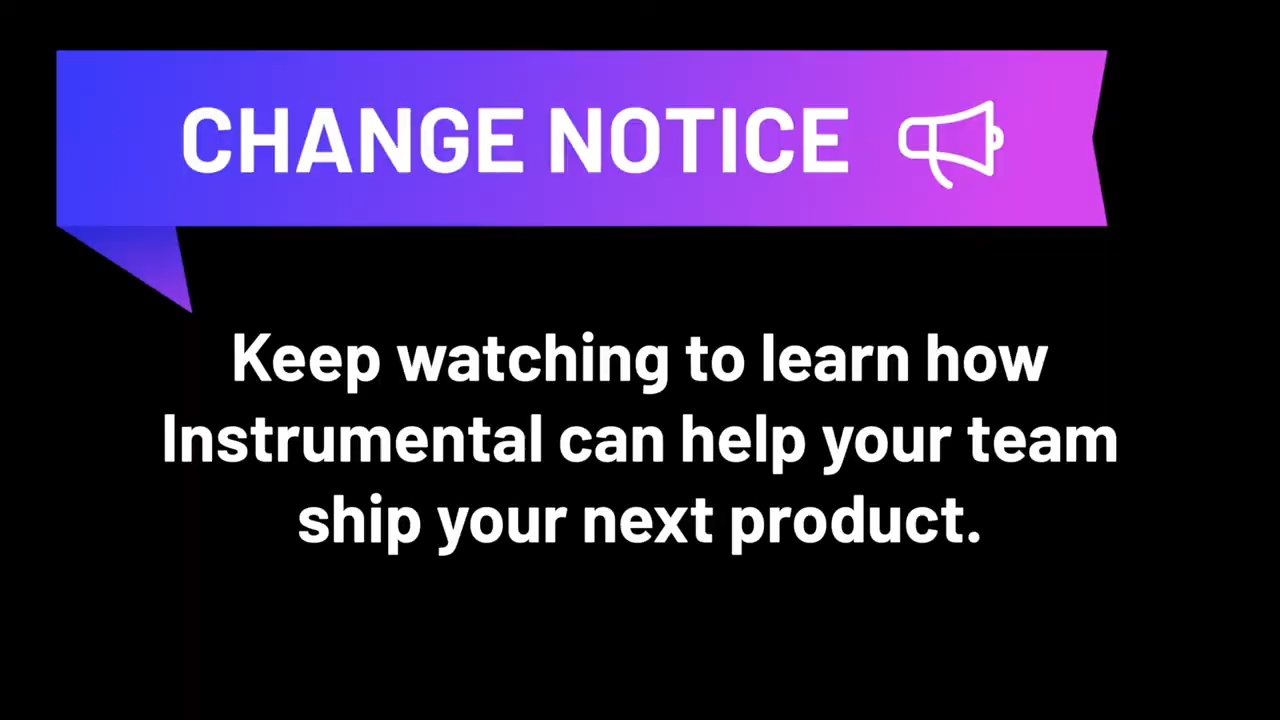 CHANGE NOTICE
Keep watching to learn how
Instrumental can help your team
ship your next product.